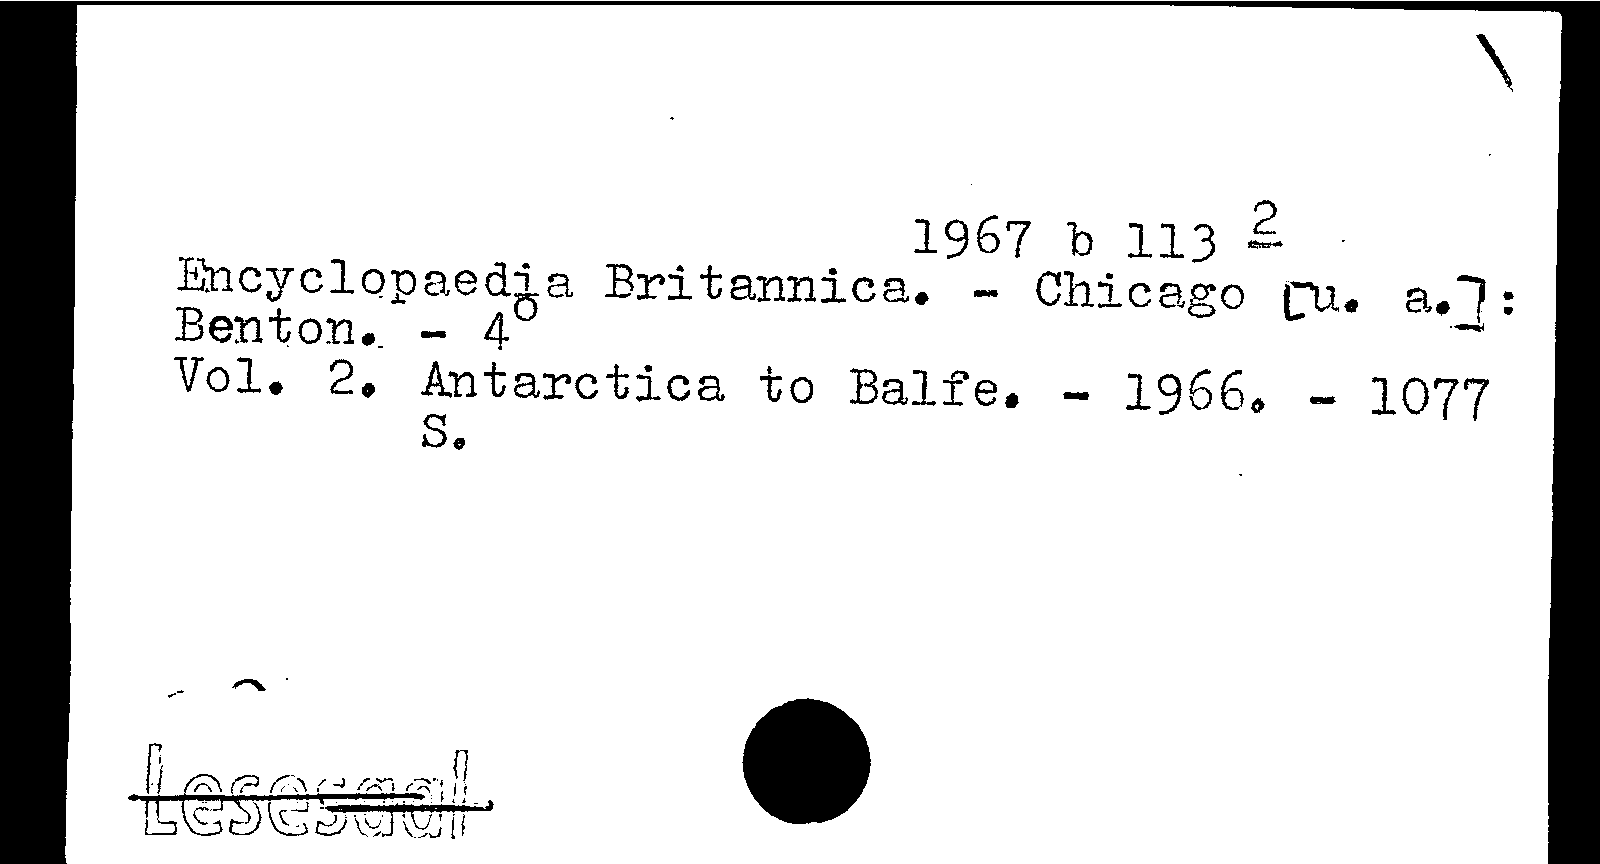 1967 b 113 2
Encyclopaedia Britannica. - Chicago [u. a.]:
Benton. - 4°
Vol. 2. Antarctica to Balfe. - 1966. - 1077
S.
Lesesaal